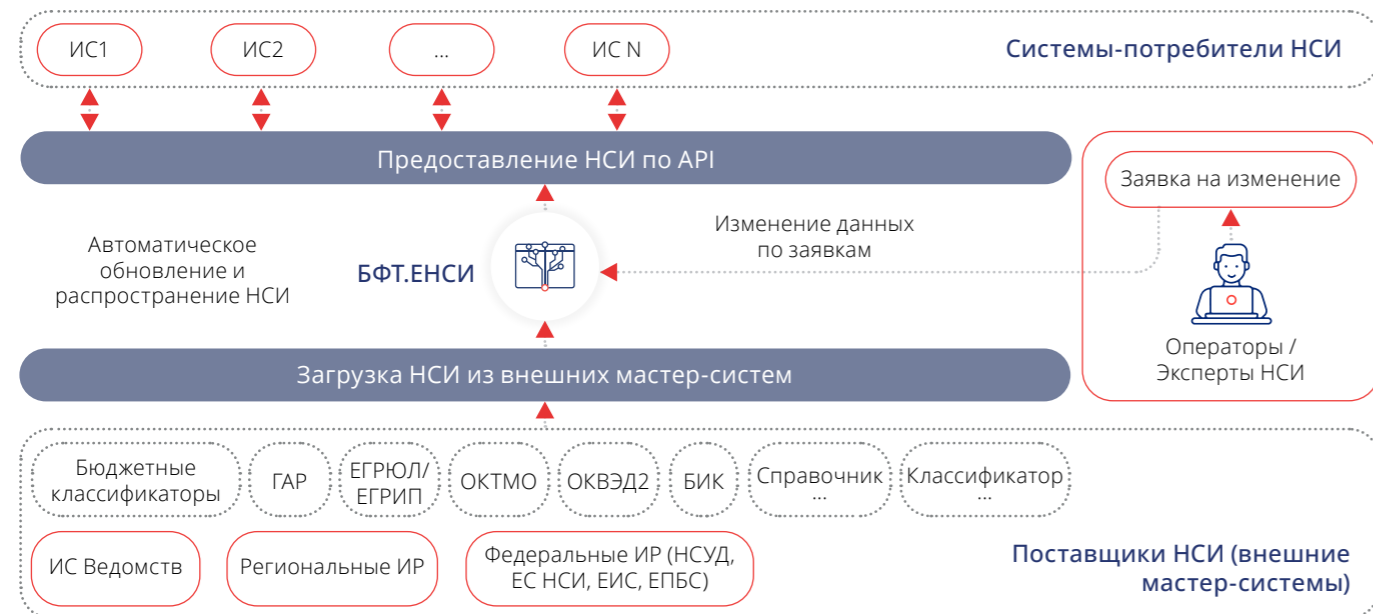 ИС1
ИС2
...
ИС N
Системы-потребители НСИ
Предоставление НСИ по API
Заявка на изменение
Автоматическое
обновление и
распространение НСИ
БФТ.ЕНСИ
Изменение данных
по заявкам
Операторы /
Эксперты НСИ
Загрузка НСИ из внешних мастер-систем
Бюджетные
классификаторы
ГАР
ЕГРЮЛ/
ЕГРИП
ОКТМО
ОКВЭД2
БИК
Справочник
...
Классификатор
...
ИС Ведомств
Региональные ИР
Федеральные ИР (НСУД,
ЕС НСИ, ЕИС, ЕПБС)
Поставщики НСИ (внешние
мастер-системы)